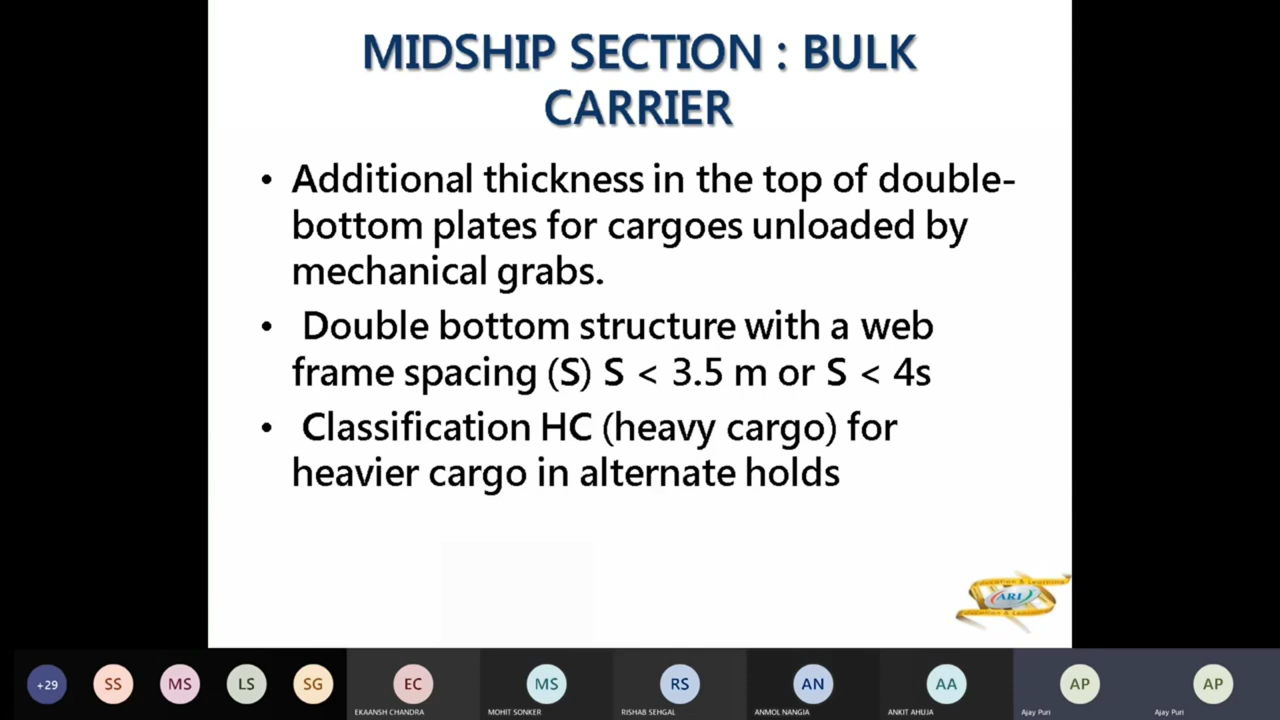 MIDSHIP SECTION : BULK
CARRIER
• Additional thickness in the top of double-
bottom plates for cargoes unloaded by
mechanical grabs.
• Double bottom structure with a web
frame spacing (S) S < 3.5 m or S < 4s
• Classification HC (heavy cargo) for
heavier cargo in alternate holds
Education & Learning
ARI
+29 SS MS LS SG EC MS RS AN AA AP AP
EKAANSH CHANDRA MOHIT SONKER RISHAB SEHGAL ANMOL NANGIA ANKIT AHUJA Ajay Puri Ajay Puri